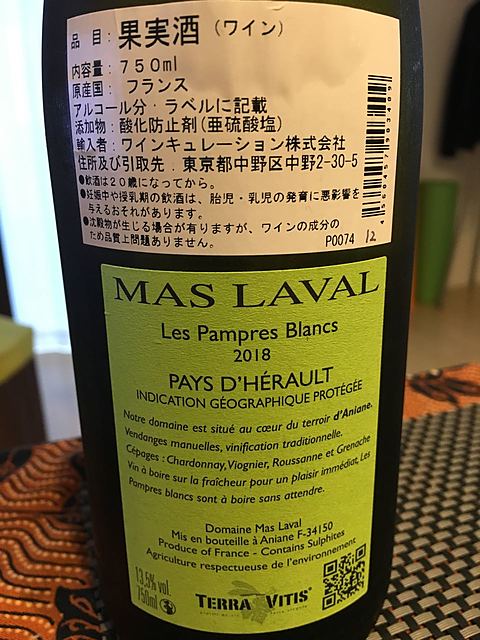 品 目：果実酒（ワイン）
内容量：７５０ml
原産国： フランス
アルコール分：ラベルに記載
添加物：酸化防止剤(亜硫酸塩)
輸入者：ワインキュレーション株式会社
住所及び引取先：東京都中野区中野2-30-5
●飲酒は２０歳になってから。
●妊娠中や授乳期の飲酒は、胎児・乳児の発育に悪影響を
与えるおそれがあります。
●沈殿物が生じる場合が有りますが、ワインの成分の
ため品質上問題ありません。
P0074 12
MAS LAVAL
Les Pampres Blancs
2018
PAYS D'HÉRAULT
INDICATION GÉOGRAPHIQUE PROTÉGÉE
Notre domaine est situé au cœur du terroir d'Aniane.
Vendanges manuelles, vinification traditionnelle.
Cépages : Chardonnay, Viognier, Roussanne et Grenache
Vin à boire sur la fraîcheur pour un plaisir immédiat, Les
Pampres blancs sont à boire sans attendre.
Domaine Mas Laval
Mis en bouteille à Aniane F-34150
Produce of France - Contains Sulphites
Agriculture respectueuse de l'environnement
13,5% vol.
750ml
TERRA VITIS